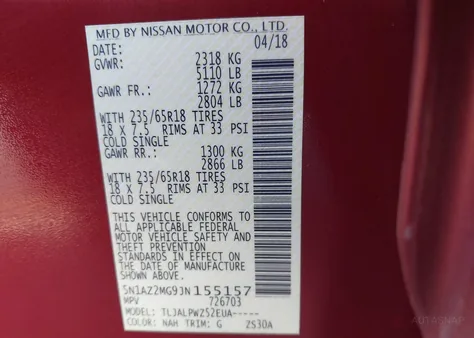 MFD BY NISSAN MOTOR CO., LTD.
DATE: 04/18
GVWR: 2318 KG
5110 LB
GAWR FR.: 1272 KG
2804 LB
WITH 235/65R18 TIRES
18 X 7.5 RIMS AT 33 PSI
COLD SINGLE
GAWR RR.: 1300 KG
2866 LB
WITH 235/65R18 TIRES
18 X 7.5 RIMS AT 33 PSI
COLD SINGLE
THIS VEHICLE CONFORMS TO
ALL APPLICABLE FEDERAL
MOTOR VEHICLE SAFETY AND
THEFT PREVENTION
STANDARDS IN EFFECT ON
THE DATE OF MANUFACTURE
SHOWN ABOVE.
5N1AZ2MG9JN155157
MPV 726703
MODEL: TLJALPWZ52EUA-----
COLOR: NAH TRIM: G ZS30A
AUTASNAP